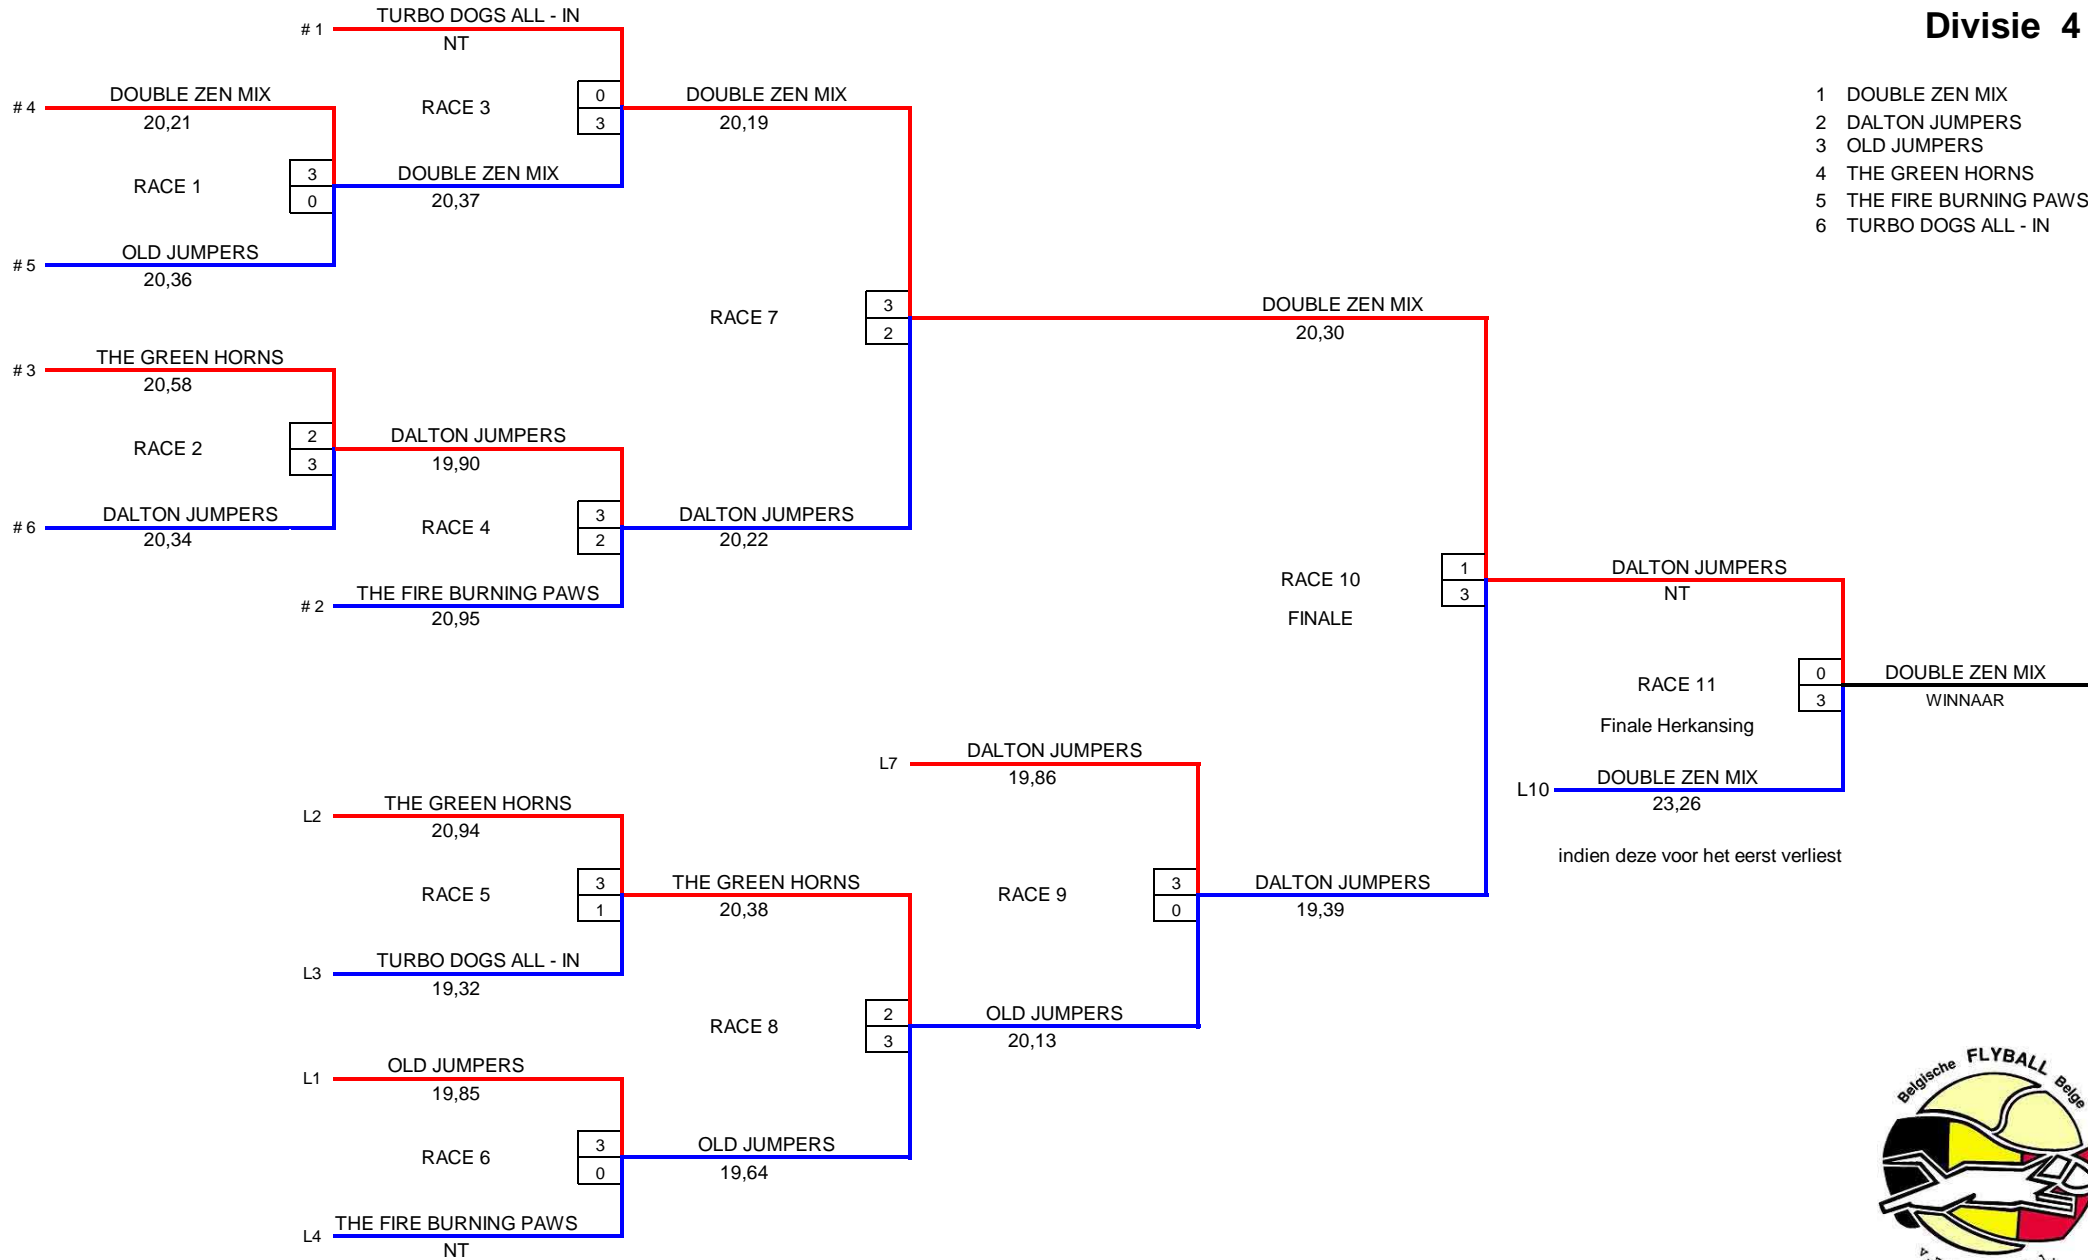 Divisie 4
1 DOUBLE ZEN MIX
2 DALTON JUMPERS
3 OLD JUMPERS
4 THE GREEN HORNS
5 THE FIRE BURNING PAWS
6 TURBO DOGS ALL - IN
# 1
TURBO DOGS ALL - IN
NT
# 4
DOUBLE ZEN MIX
20,21
RACE 3
0
3
DOUBLE ZEN MIX
20,19
RACE 1
3
0
DOUBLE ZEN MIX
20,37
# 5
OLD JUMPERS
20,36
RACE 7
3
2
DOUBLE ZEN MIX
20,30
# 3
THE GREEN HORNS
20,58
RACE 2
2
3
DALTON JUMPERS
19,90
# 6
DALTON JUMPERS
20,34
RACE 4
3
2
DALTON JUMPERS
20,22
# 2
THE FIRE BURNING PAWS
20,95
RACE 10
FINALE
1
3
DALTON JUMPERS
NT
RACE 11
Finale Herkansing
0
3
DOUBLE ZEN MIX
WINNAAR
L10
DOUBLE ZEN MIX
23,26
indien deze voor het eerst verliest
L7
DALTON JUMPERS
19,86
L2
THE GREEN HORNS
20,94
RACE 5
3
1
THE GREEN HORNS
20,38
RACE 9
3
0
DALTON JUMPERS
19,39
L3
TURBO DOGS ALL - IN
19,32
RACE 8
2
3
OLD JUMPERS
20,13
L1
OLD JUMPERS
19,85
RACE 6
3
0
OLD JUMPERS
19,64
L4
THE FIRE BURNING PAWS
NT
Belgische FLYBALL Belge